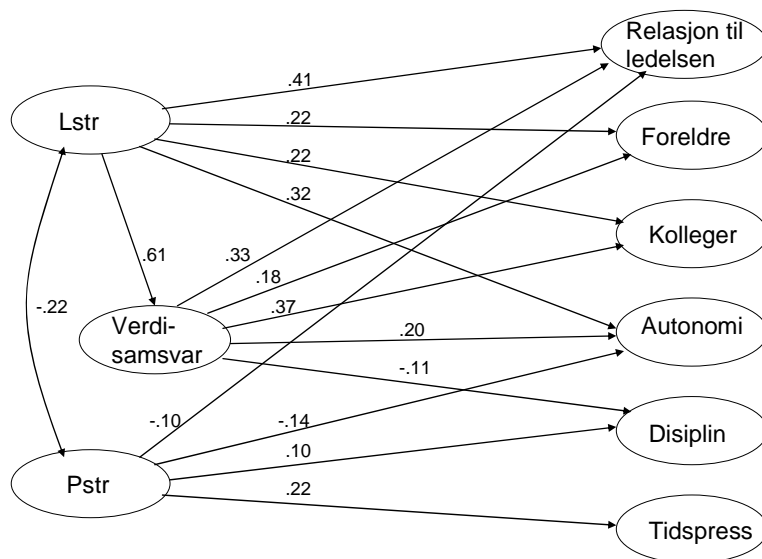 Relasjon til
ledelsen
.41
Lstr
.22
Foreldre
.22
.32
Kolleger
.61
.33
.18
-.22
.37
Verdi-
samsvar
.20
Autonomi
-.11
-.10
-.14
Disiplin
.10
Pstr
.22
Tidspress